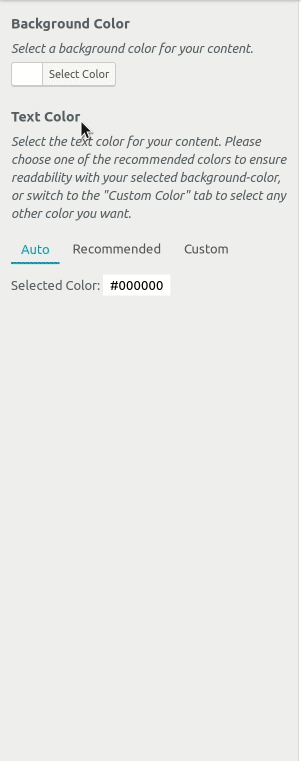 Background Color
Select a background color for your content.
Select Color
Text Color
Select the text color for your content. Please
choose one of the recommended colors to ensure
readability with your selected background-color,
or switch to the "Custom Color" tab to select any
other color you want.
Auto Recommended Custom
Selected Color: #000000